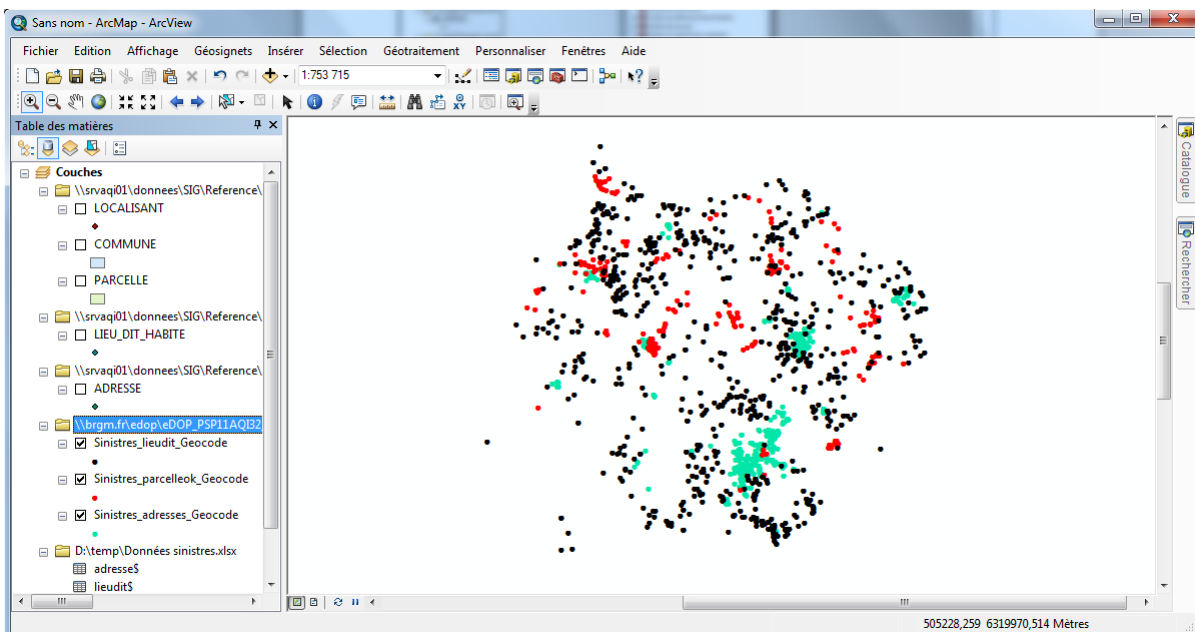 Sans nom - ArcMap - ArcView
Fichier Edition Affichage Géosignets Insérer Sélection Géotraitement Personnaliser Fenêtres Aide
1:753 715
Table des matières
Couches
\\srvaqi01\donnees\SIG\Reference\
LOCALISANT
COMMUNE
PARCELLE
\\srvaqi01\donnees\SIG\Reference\
LIEU_DIT_HABITE
\\srvaqi01\donnees\SIG\Reference\
ADRESSE
\\brgm.fr\edop\eDOP_PSP11AQI32
Sinistres_lieudit_Geocode
Sinistres_parcelleok_Geocode
Sinistres_adresses_Geocode
D:\temp\Données sinistres.xlsx
adresse$
lieudit$
Catalogue
Rechercher
505228,259 6319970,514 Mètres